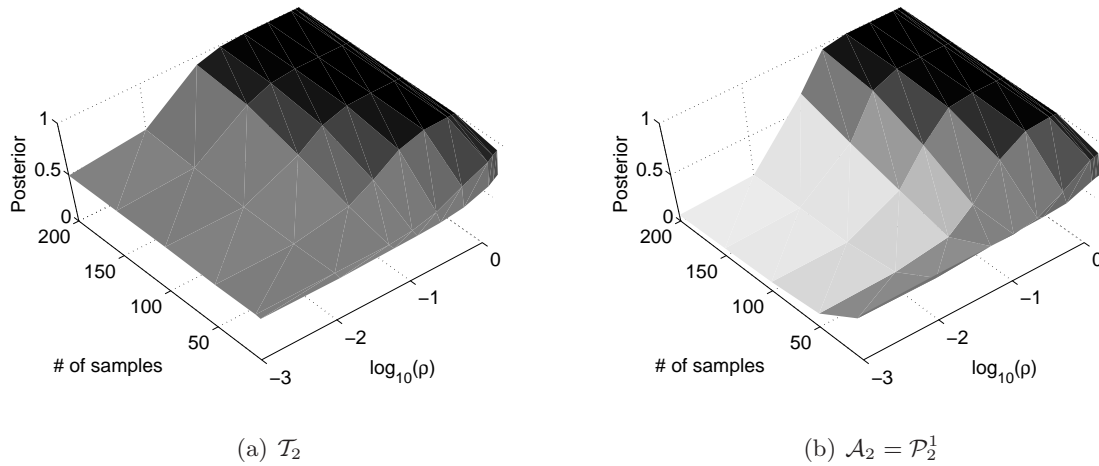 1
0.5
0
Posterior
200
150
100
50
# of samples
−3
−2
−1
0
log10(ρ)
1
0.5
0
Posterior
200
150
100
50
# of samples
−3
−2
−1
0
log10(ρ)
(a) 𝒯₂
(b) 𝒜₂ = 𝒫₂¹